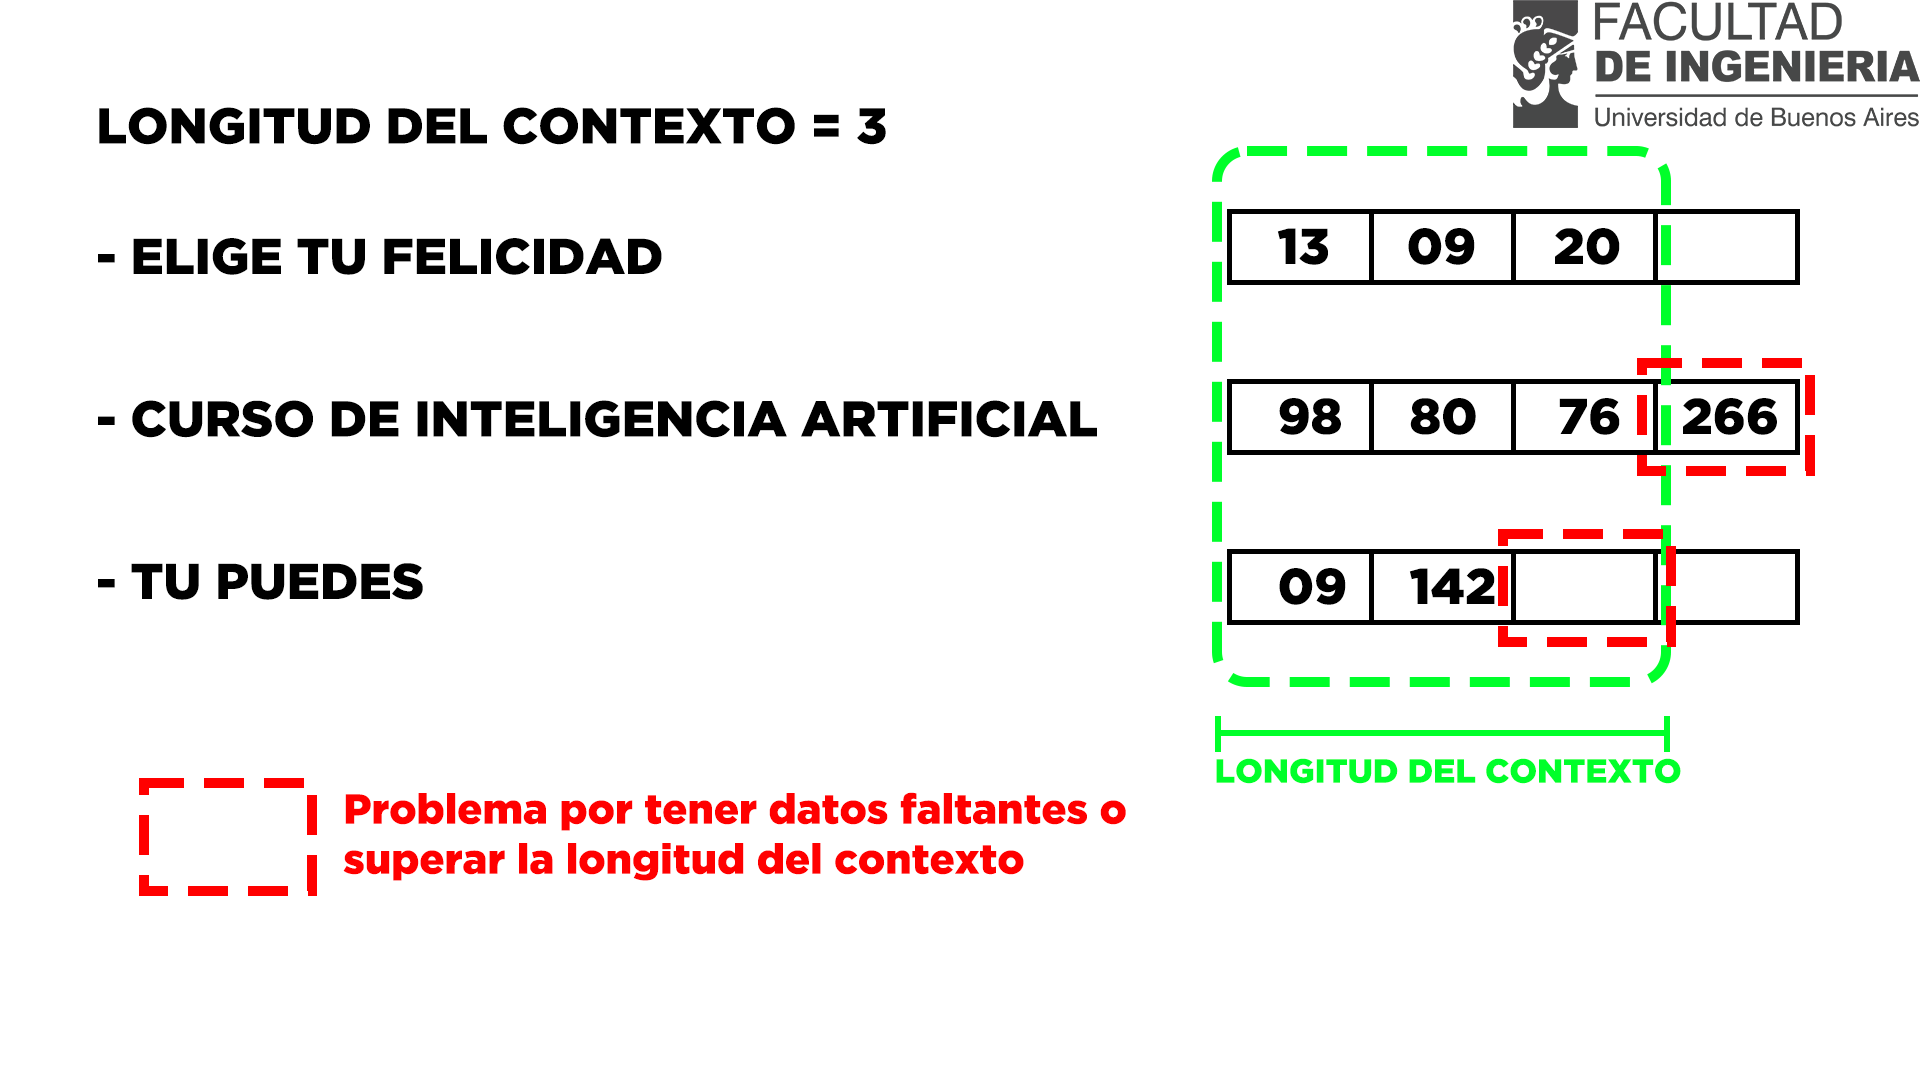 FACULTAD
DE INGENIERIA
Universidad de Buenos Aires
LONGITUD DEL CONTEXTO = 3
- ELIGE TU FELICIDAD
13 09 20
- CURSO DE INTELIGENCIA ARTIFICIAL
98 80 76 266
- TU PUEDES
09 142
LONGITUD DEL CONTEXTO
Problema por tener datos faltantes o
superar la longitud del contexto